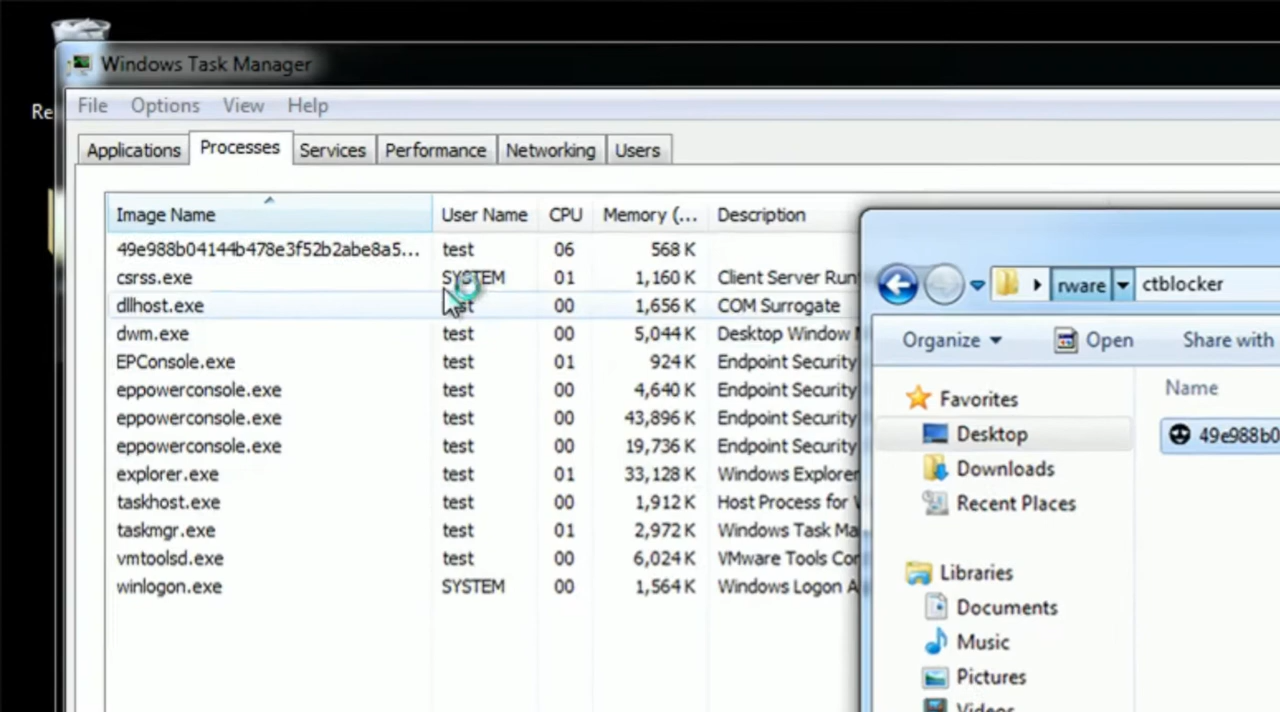 Windows Task Manager
Re
File Options View Help
Applications Processes Services Performance Networking Users
Image Name User Name CPU Memory (... Description
49e988b04144b478e3f52b2abe8a5... test 06 568 K
csrss.exe SYSTEM 01 1,160 K Client Server Run
dllhost.exe test 00 1,656 K COM Surrogate
dwm.exe test 00 5,044 K Desktop Window
EPConsole.exe test 01 924 K Endpoint Security
eppowerconsole.exe test 00 4,640 K Endpoint Security
eppowerconsole.exe test 00 43,896 K Endpoint Security
eppowerconsole.exe test 00 19,736 K Endpoint Security
explorer.exe test 01 33,128 K Windows Explorer
taskhost.exe test 00 1,912 K Host Process for
taskmgr.exe test 01 2,972 K Windows Task Ma
vmtoolsd.exe test 00 6,024 K VMware Tools Cor
winlogon.exe SYSTEM 00 1,564 K Windows Logon A
rware ctblocker
Organize Open Share with
Favorites
Desktop
Downloads
Recent Places
Libraries
Documents
Music
Pictures
Videos
Name
49e988b0